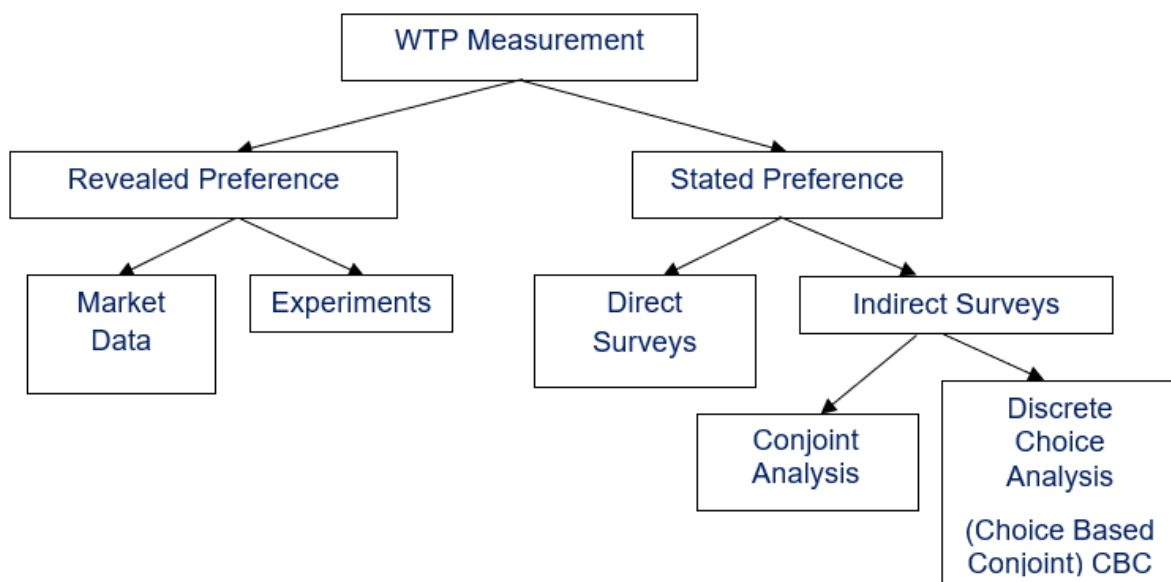 WTP Measurement
Revealed Preference
Stated Preference
Market
Data
Experiments
Direct
Surveys
Indirect Surveys
Conjoint
Analysis
Discrete
Choice
Analysis
(Choice Based
Conjoint) CBC